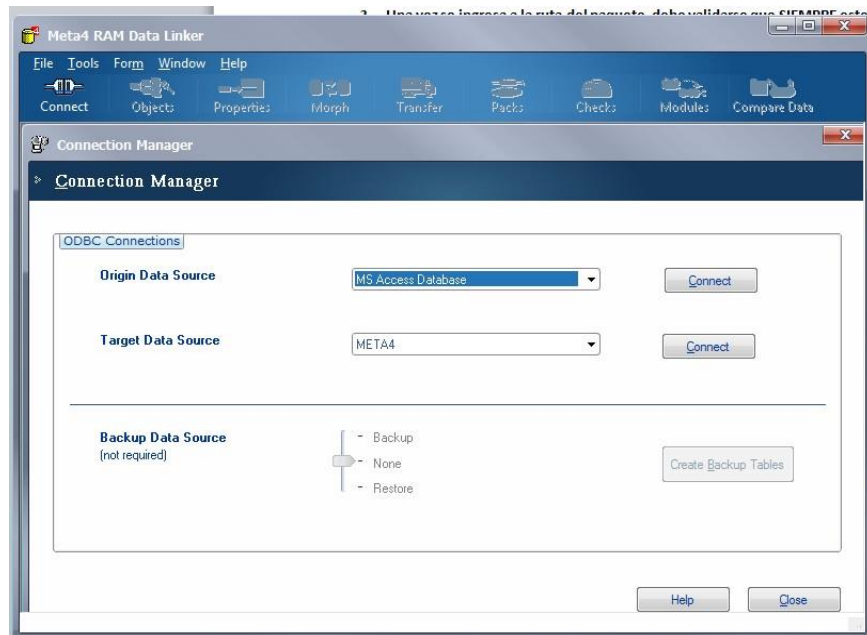 Meta4 RAM Data Linker
File Tools Form Window Help
Connect Objects Properties Morph Transfer Packs Checks Modules Compare Data
Connection Manager
Connection Manager
ODBC Connections
Origin Data Source MS Access Database Connect
Target Data Source META4 Connect
Backup Data Source
(not required)
Backup
None
Restore
Create Backup Tables
Help Close